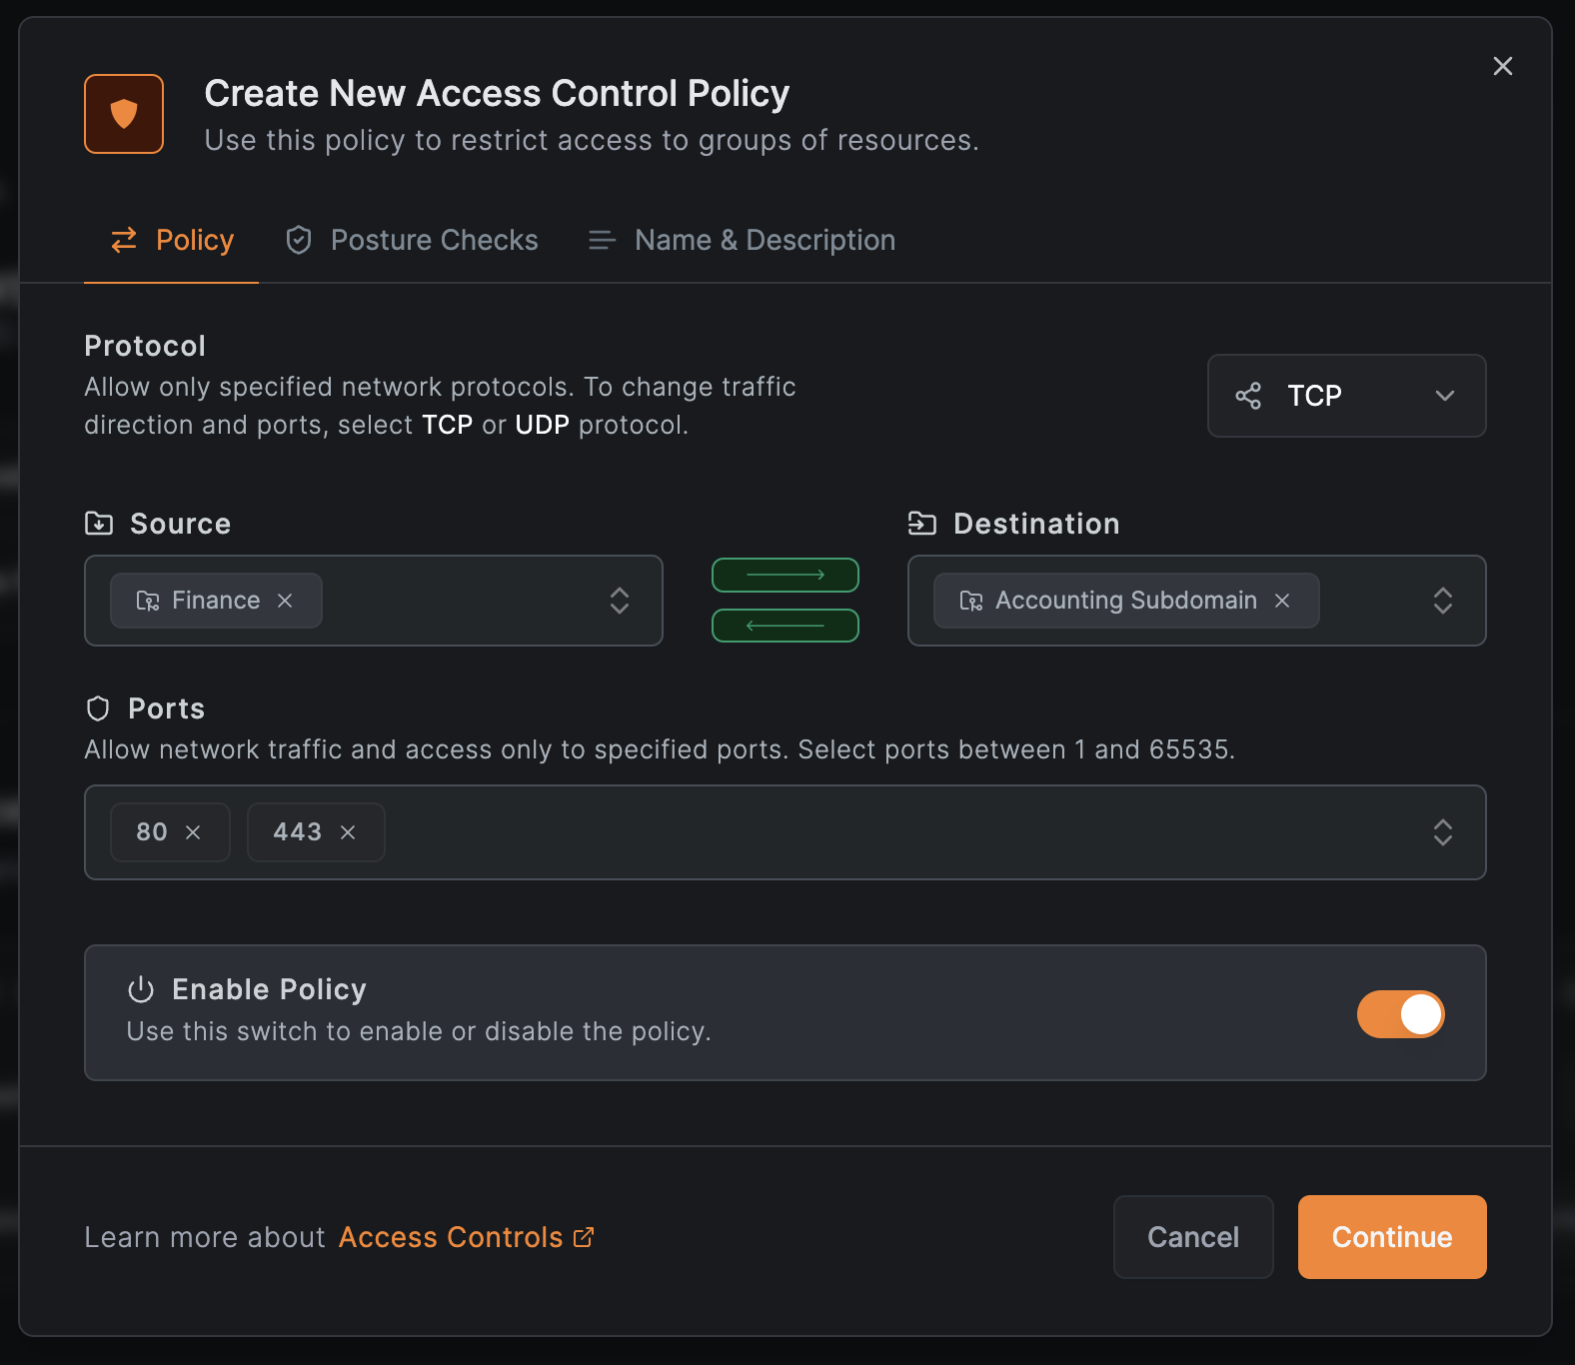 Create New Access Control Policy
Use this policy to restrict access to groups of resources.
Policy
Posture Checks
Name & Description
Protocol
Allow only specified network protocols. To change traffic
direction and ports, select TCP or UDP protocol.
TCP
Source
Destination
Finance
Accounting Subdomain
Ports
Allow network traffic and access only to specified ports. Select ports between 1 and 65535.
80
443
Enable Policy
Use this switch to enable or disable the policy.
Learn more about Access Controls
Cancel
Continue